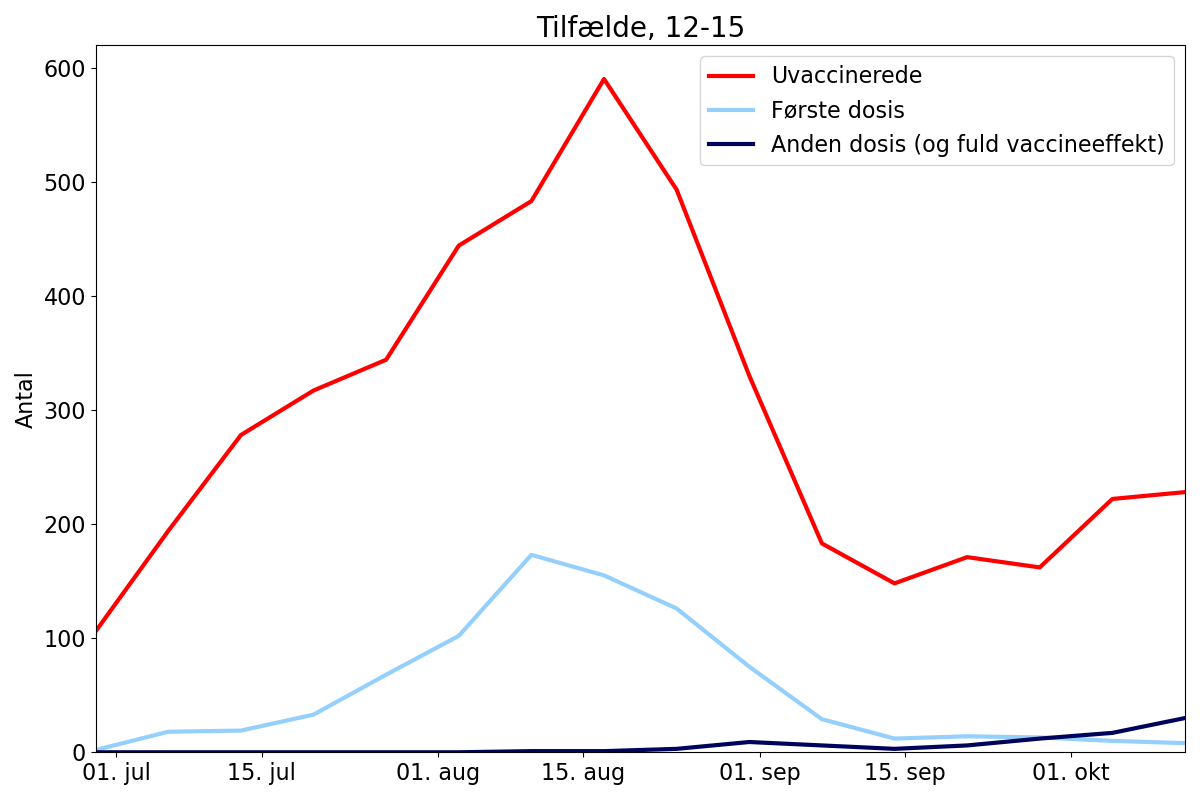 Tilfælde, 12-15
Uvaccinerede
Første dosis
Anden dosis (og fuld vaccineeffekt)
Antal
600
500
400
300
200
100
0
01. jul
15. jul
01. aug
15. aug
01. sep
15. sep
01. okt